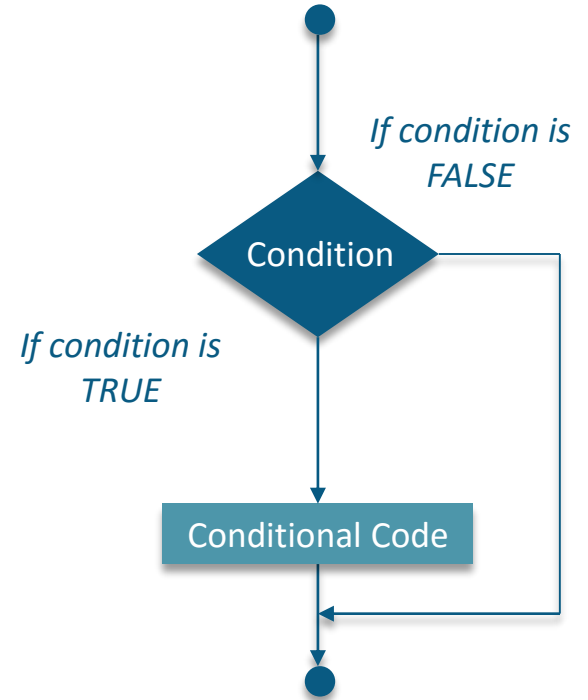 If condition is
FALSE
Condition
If condition is
TRUE
Conditional Code